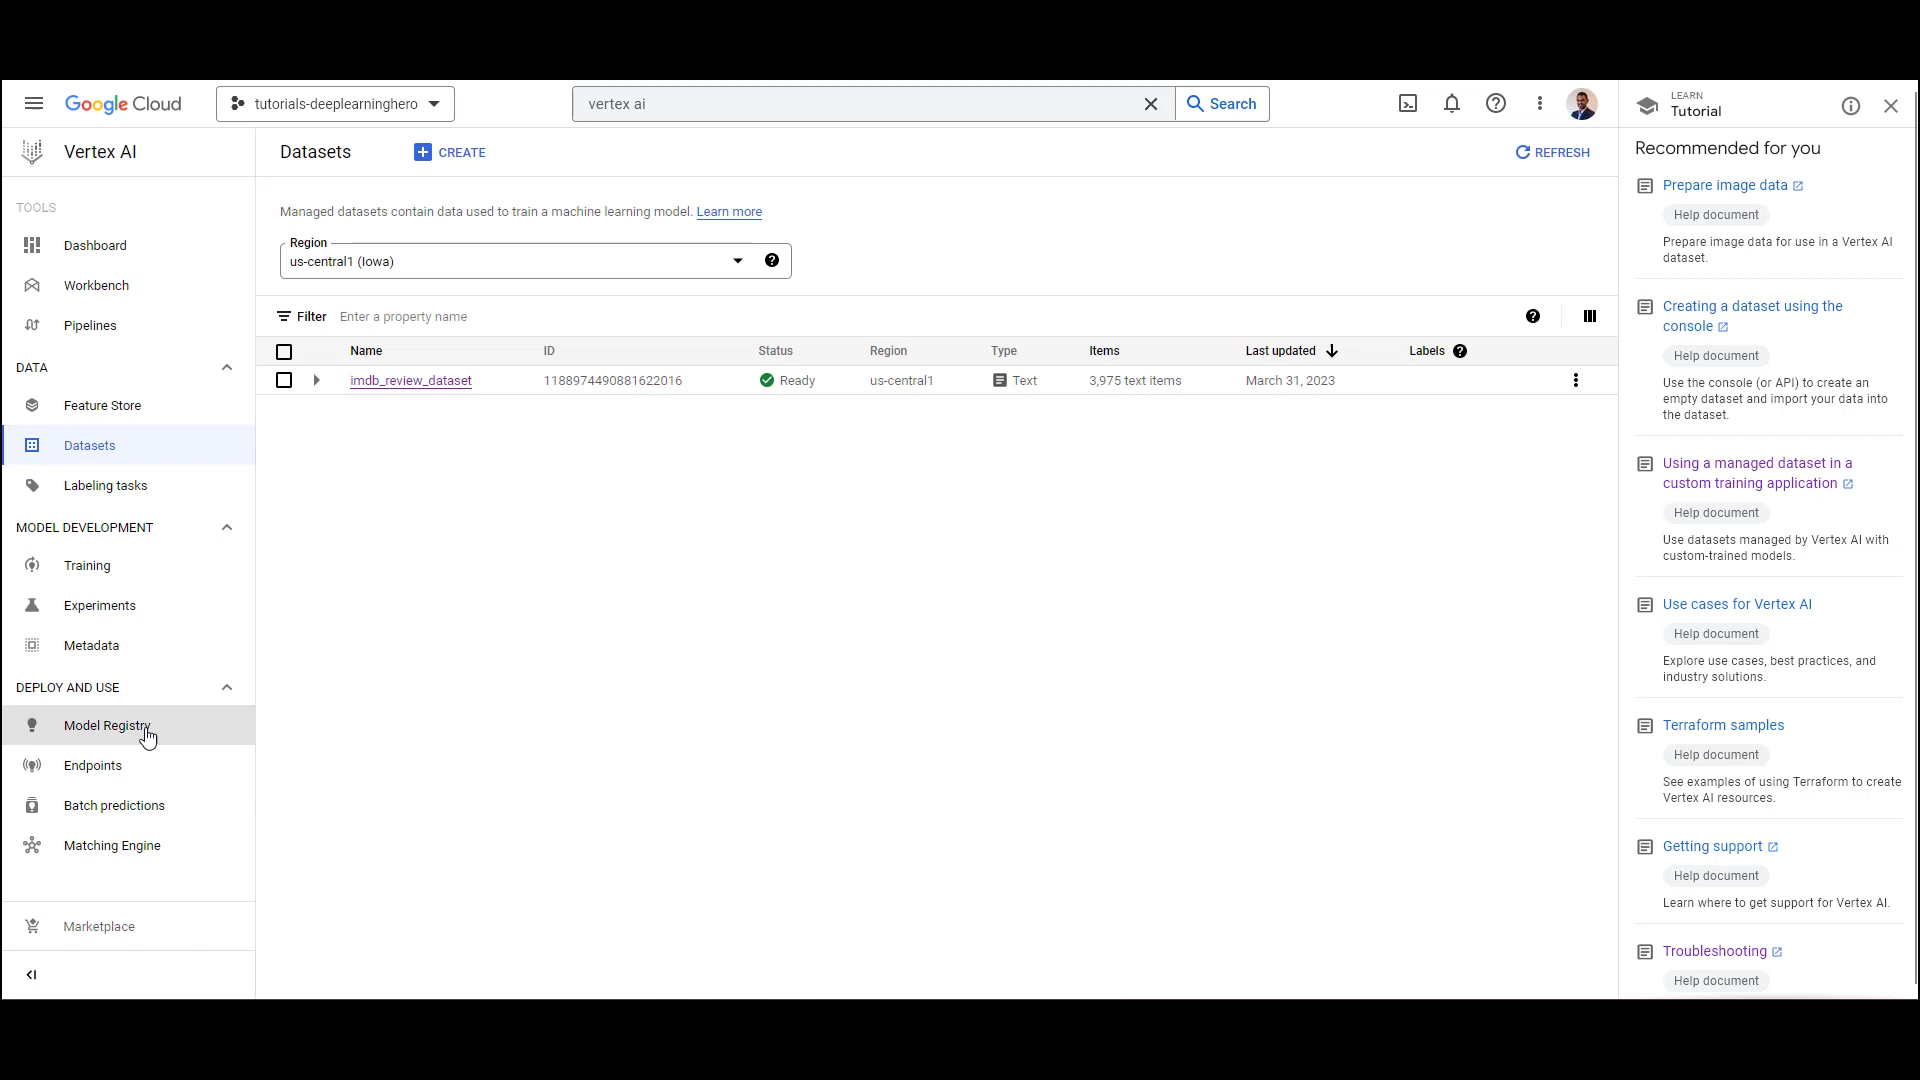 Google Cloud
tutorials-deeplearninghero
vertex ai
Search
LEARN
Tutorial
Vertex AI
Datasets
CREATE
REFRESH
TOOLS
Dashboard
Workbench
Pipelines
DATA
Feature Store
Datasets
Labeling tasks
MODEL DEVELOPMENT
Training
Experiments
Metadata
DEPLOY AND USE
Model Registry
Endpoints
Batch predictions
Matching Engine
Marketplace
Managed datasets contain data used to train a machine learning model. Learn more
Region
us-central1 (Iowa)
Filter Enter a property name
Name ID Status Region Type Items Last updated Labels
imdb_review_dataset 1188974490881622016 Ready us-central1 Text 3,975 text items March 31, 2023
Recommended for you
Prepare image data
Help document
Prepare image data for use in a Vertex AI
dataset.
Creating a dataset using the
console
Help document
Use the console (or API) to create an
empty dataset and import your data into
the dataset.
Using a managed dataset in a
custom training application
Help document
Use datasets managed by Vertex AI with
custom-trained models.
Use cases for Vertex AI
Help document
Explore use cases, best practices, and
industry solutions.
Terraform samples
Help document
See examples of using Terraform to create
Vertex AI resources.
Getting support
Help document
Learn where to get support for Vertex AI.
Troubleshooting
Help document